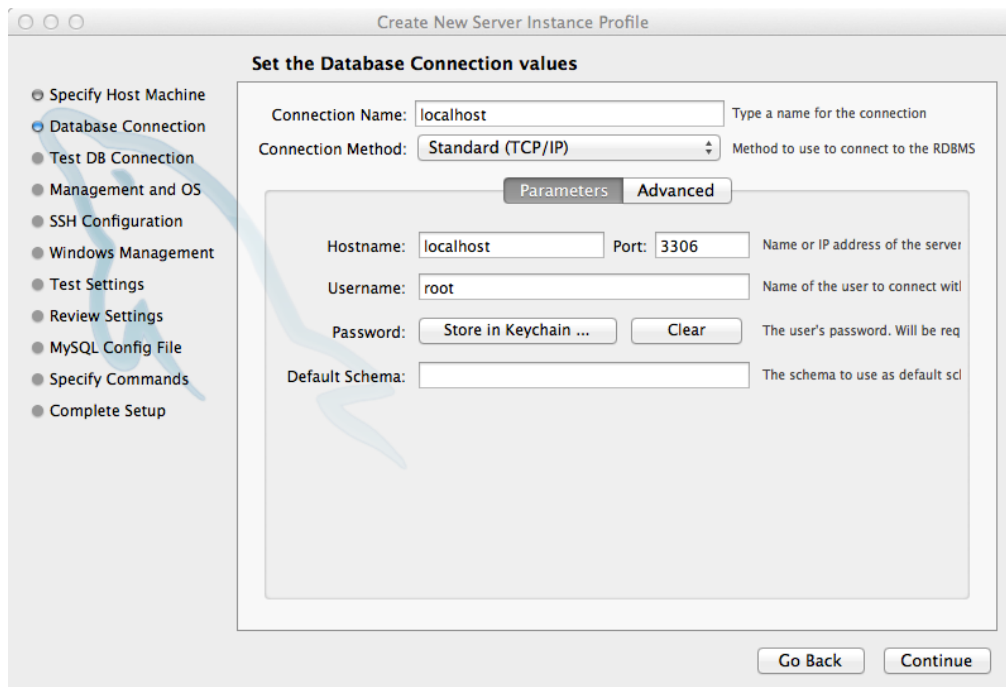 Create New Server Instance Profile
Set the Database Connection values
Specify Host Machine
Database Connection
Test DB Connection
Management and OS
SSH Configuration
Windows Management
Test Settings
Review Settings
MySQL Config File
Specify Commands
Complete Setup
Connection Name: localhost Type a name for the connection
Connection Method: Standard (TCP/IP) Method to use to connect to the RDBMS
Parameters Advanced
Hostname: localhost Port: 3306 Name or IP address of the server
Username: root Name of the user to connect with
Password: Store in Keychain ... Clear The user's password. Will be req
Default Schema: The schema to use as default scl
Go Back Continue